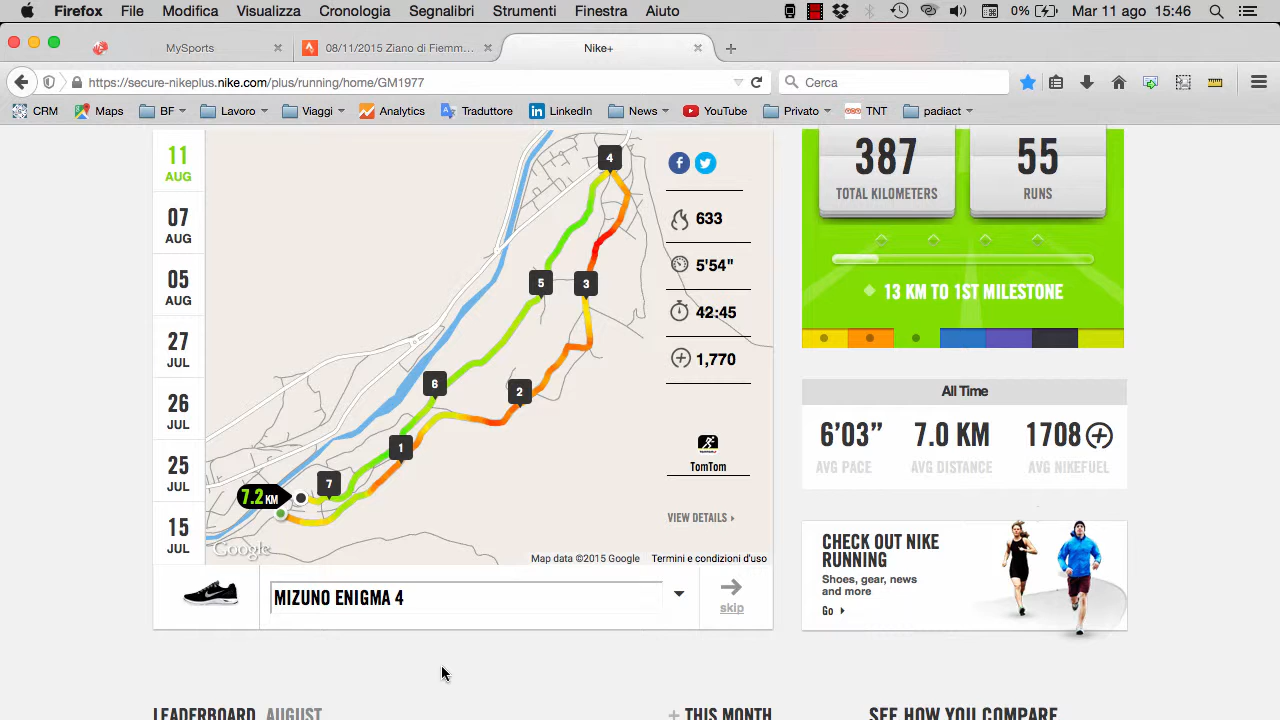 Firefox File Modifica Visualizza Cronologia Segnalibri Strumenti Finestra Aiuto 0% Mar 11 ago 15:46
MySports 08/11/2015 Ziano di Fiemm... Nike+
https://secure-nikeplus.nike.com/plus/running/home/GM1977 Cerca
CRM Maps BF Lavoro Viaggi Analytics Traduttore LinkedIn News YouTube Privato TNT padiact
11
AUG
07
AUG
05
AUG
27
JUL
26
JUL
25
JUL
15
JUL
4
5
3
6
2
1
7
7.2 KM
Google
Map data ©2015 Google Termini e condizioni d'uso
633
5'54"
42:45
1,770
TomTom
VIEW DETAILS
MIZUNO ENIGMA 4
skip
387
TOTAL KILOMETERS
55
RUNS
13 KM TO 1ST MILESTONE
All Time
6'03" 7.0 KM 1708
AVG PACE AVG DISTANCE AVG NIKEFUEL
CHECK OUT NIKE
RUNNING
Shoes, gear, news
and more
Go
LEADERBOARD AUGUST + THIS MONTH SEE HOW YOU COMPARE